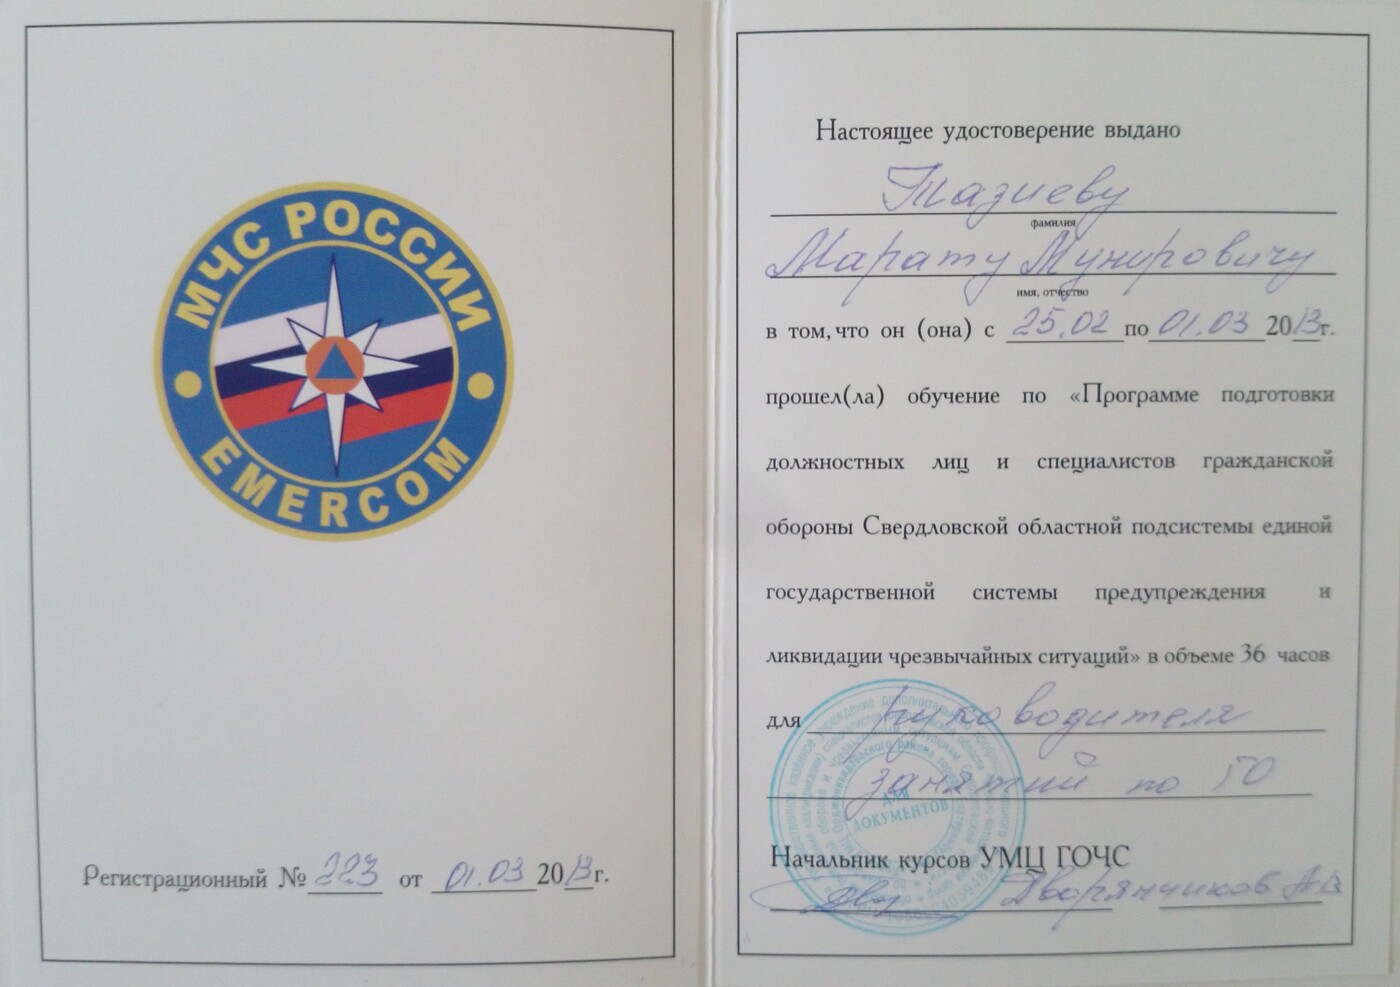 МЧС РОССИИ
EMERCOM
Регистрационный № 223 от 01.03 2013г.
Настоящее удостоверение выдано
Тазиеву
фамилия
Марату Мунировичу
имя, отчество
в том, что он (она) с 25.02 по 01.03 2013г.
прошел(ла) обучение по «Программе подготовки
должностных лиц и специалистов гражданской
обороны Свердловской областной подсистемы единой
государственной системы предупреждения и
ликвидации чрезвычайных ситуаций» в объеме 36 часов
для руководителя
занятий по ГО
ДЛЯ
ДОКУМЕНТОВ
Начальник курсов УМЦ ГОЧС
Дворянчиков А В